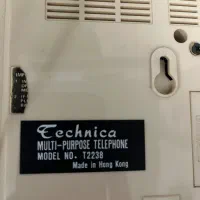 Technica
MULTI-PURPOSE TELEPHONE
MODEL NO. T2238
Made in Hong Kong